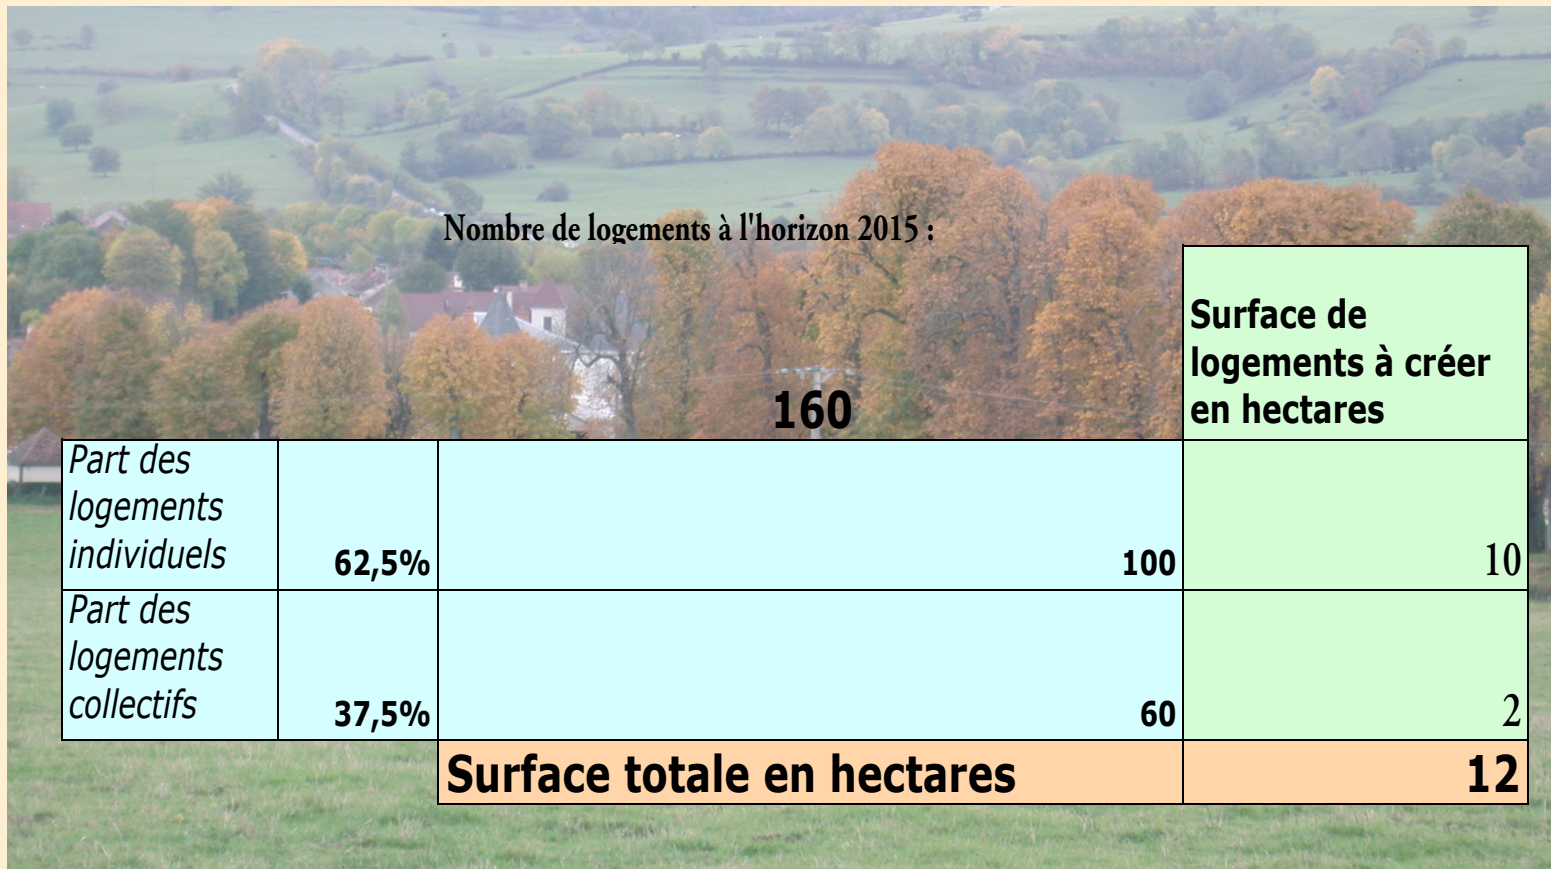 Nombre de logements à l'horizon 2015 :
160
Surface de
logements à créer
en hectares
Part des
logements
individuels
62,5%
100
10
Part des
logements
collectifs
37,5%
60
2
Surface totale en hectares
12